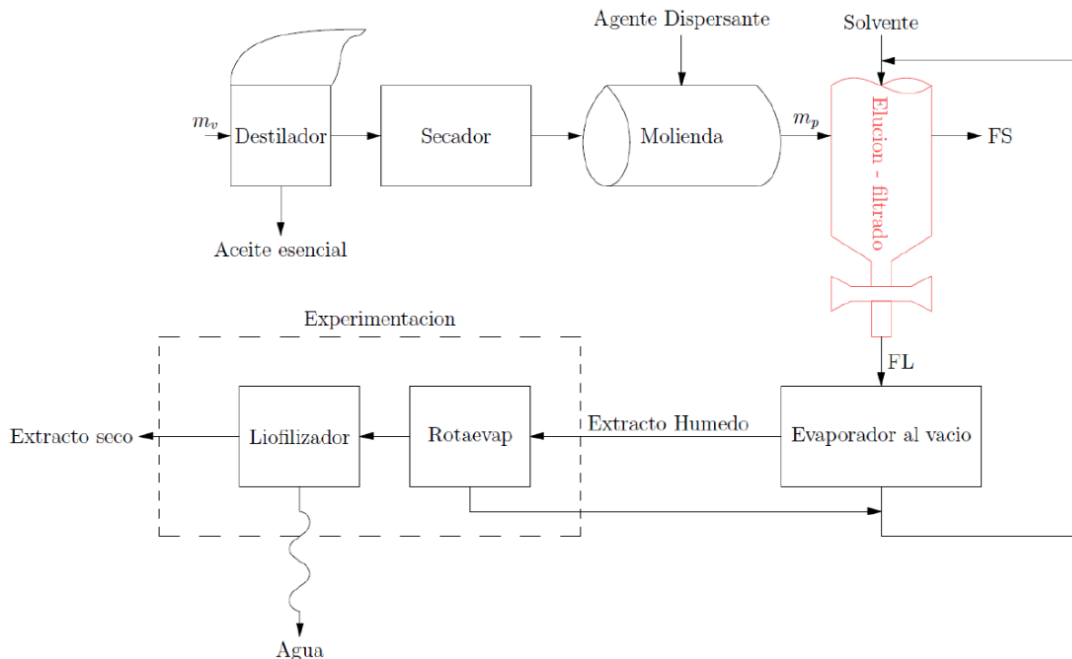 Agente Dispersante
Solvente
m_v
Destilador
Secador
Molienda
m_p
Elucion - filtrado
FS
Aceite esencial
Experimentacion
FL
Extracto seco
Liofilizador
Rotaevap
Extracto Humedo
Evaporador al vacio
Agua